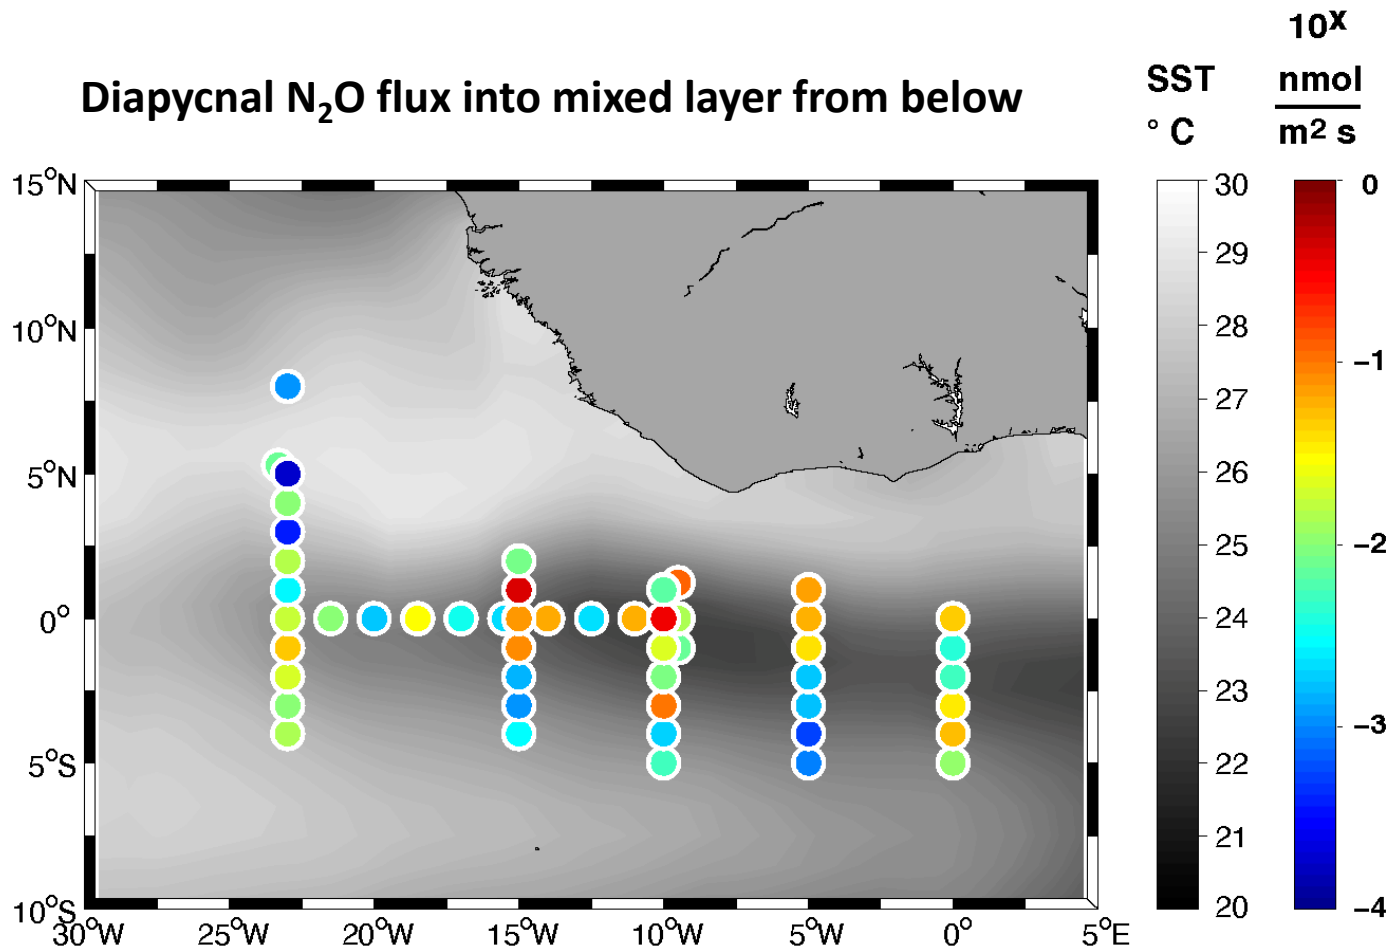 Diapycnal N₂O flux into mixed layer from below
SST
° C
10ˣ
nmol
m² s
15°N
10°N
5°N
0°
5°S
10°S
30°W
25°W
20°W
15°W
10°W
5°W
0°
5°E
30
29
28
27
26
25
24
23
22
21
20
0
–1
–2
–3
–4